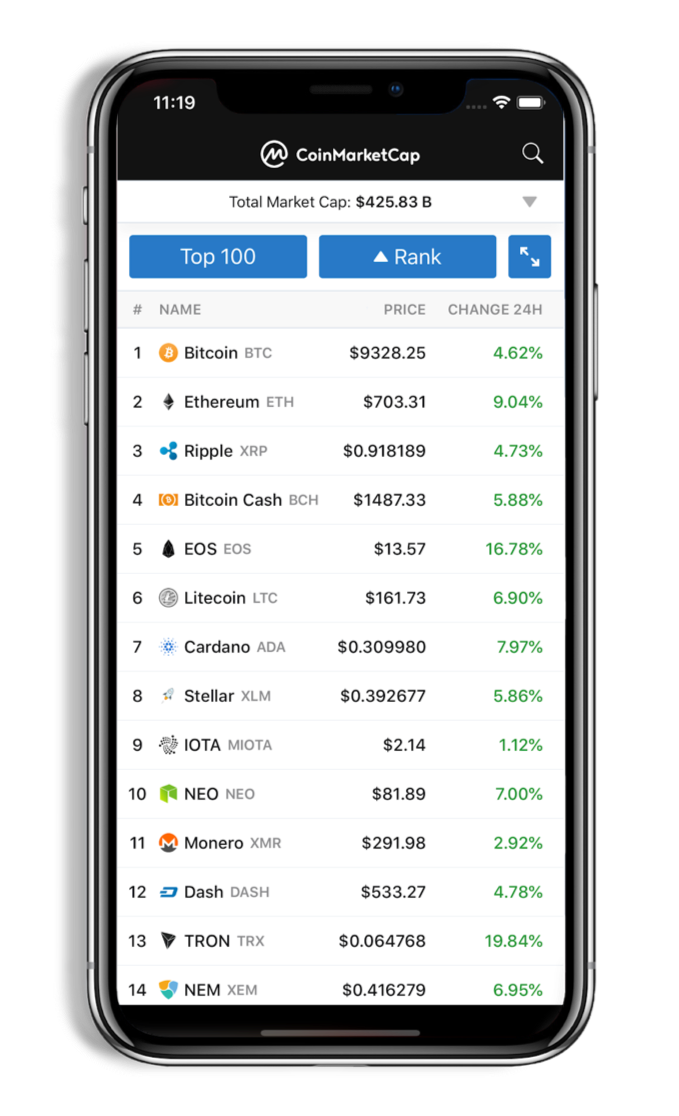 11:19
CoinMarketCap
Total Market Cap: $425.83 B
Top 100 Rank
# NAME PRICE CHANGE 24H
1 Bitcoin BTC $9328.25 4.62%
2 Ethereum ETH $703.31 9.04%
3 Ripple XRP $0.918189 4.73%
4 Bitcoin Cash BCH $1487.33 5.88%
5 EOS EOS $13.57 16.78%
6 Litecoin LTC $161.73 6.90%
7 Cardano ADA $0.309980 7.97%
8 Stellar XLM $0.392677 5.86%
9 IOTA MIOTA $2.14 1.12%
10 NEO NEO $81.89 7.00%
11 Monero XMR $291.98 2.92%
12 Dash DASH $533.27 4.78%
13 TRON TRX $0.064768 19.84%
14 NEM XEM $0.416279 6.95%